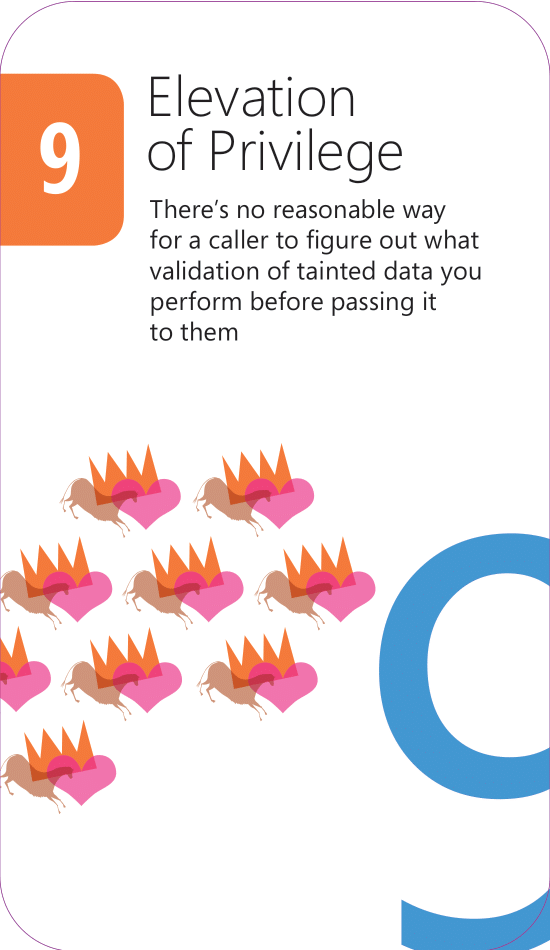 9
Elevation
of Privilege
There's no reasonable way
for a caller to figure out what
validation of tainted data you
perform before passing it
to them
9